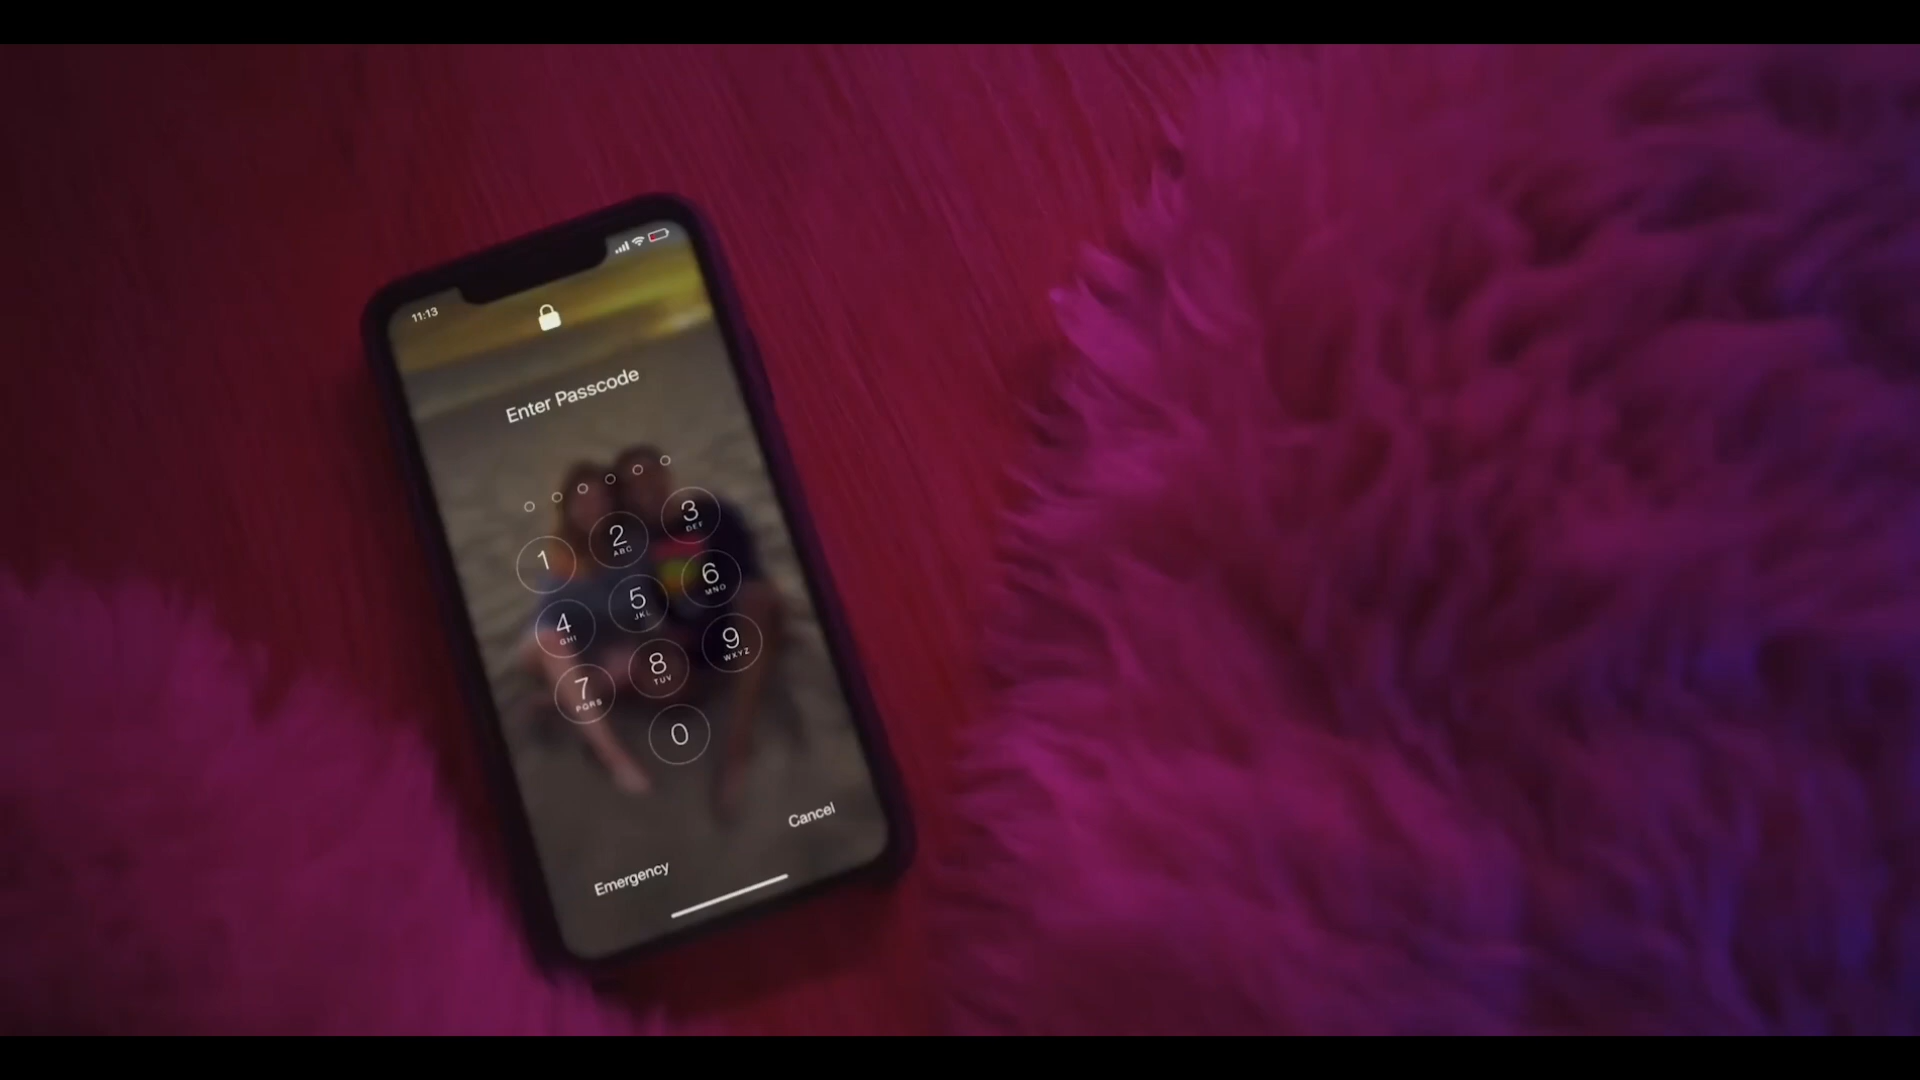 11:13
Enter Passcode
1
2
ABC
3
DEF
4
GHI
5
JKL
6
MNO
7
PQRS
8
TUV
9
WXYZ
0
Cancel
Emergency